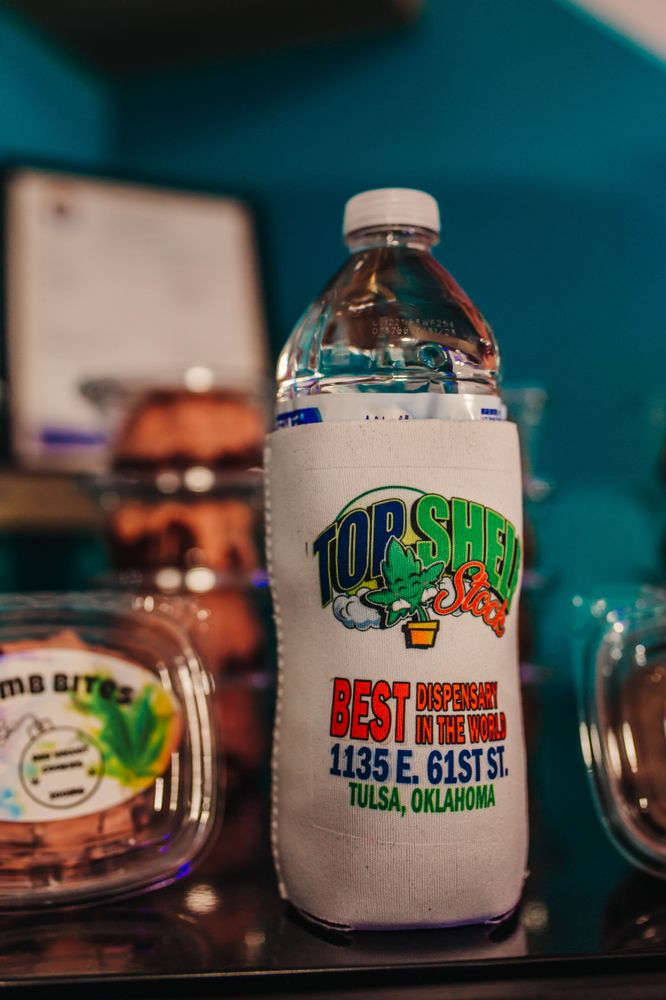 TOP SHELF
Stock
BEST DISPENSARY
IN THE WORLD
1135 E. 61ST ST.
TULSA, OKLAHOMA
MB BITES